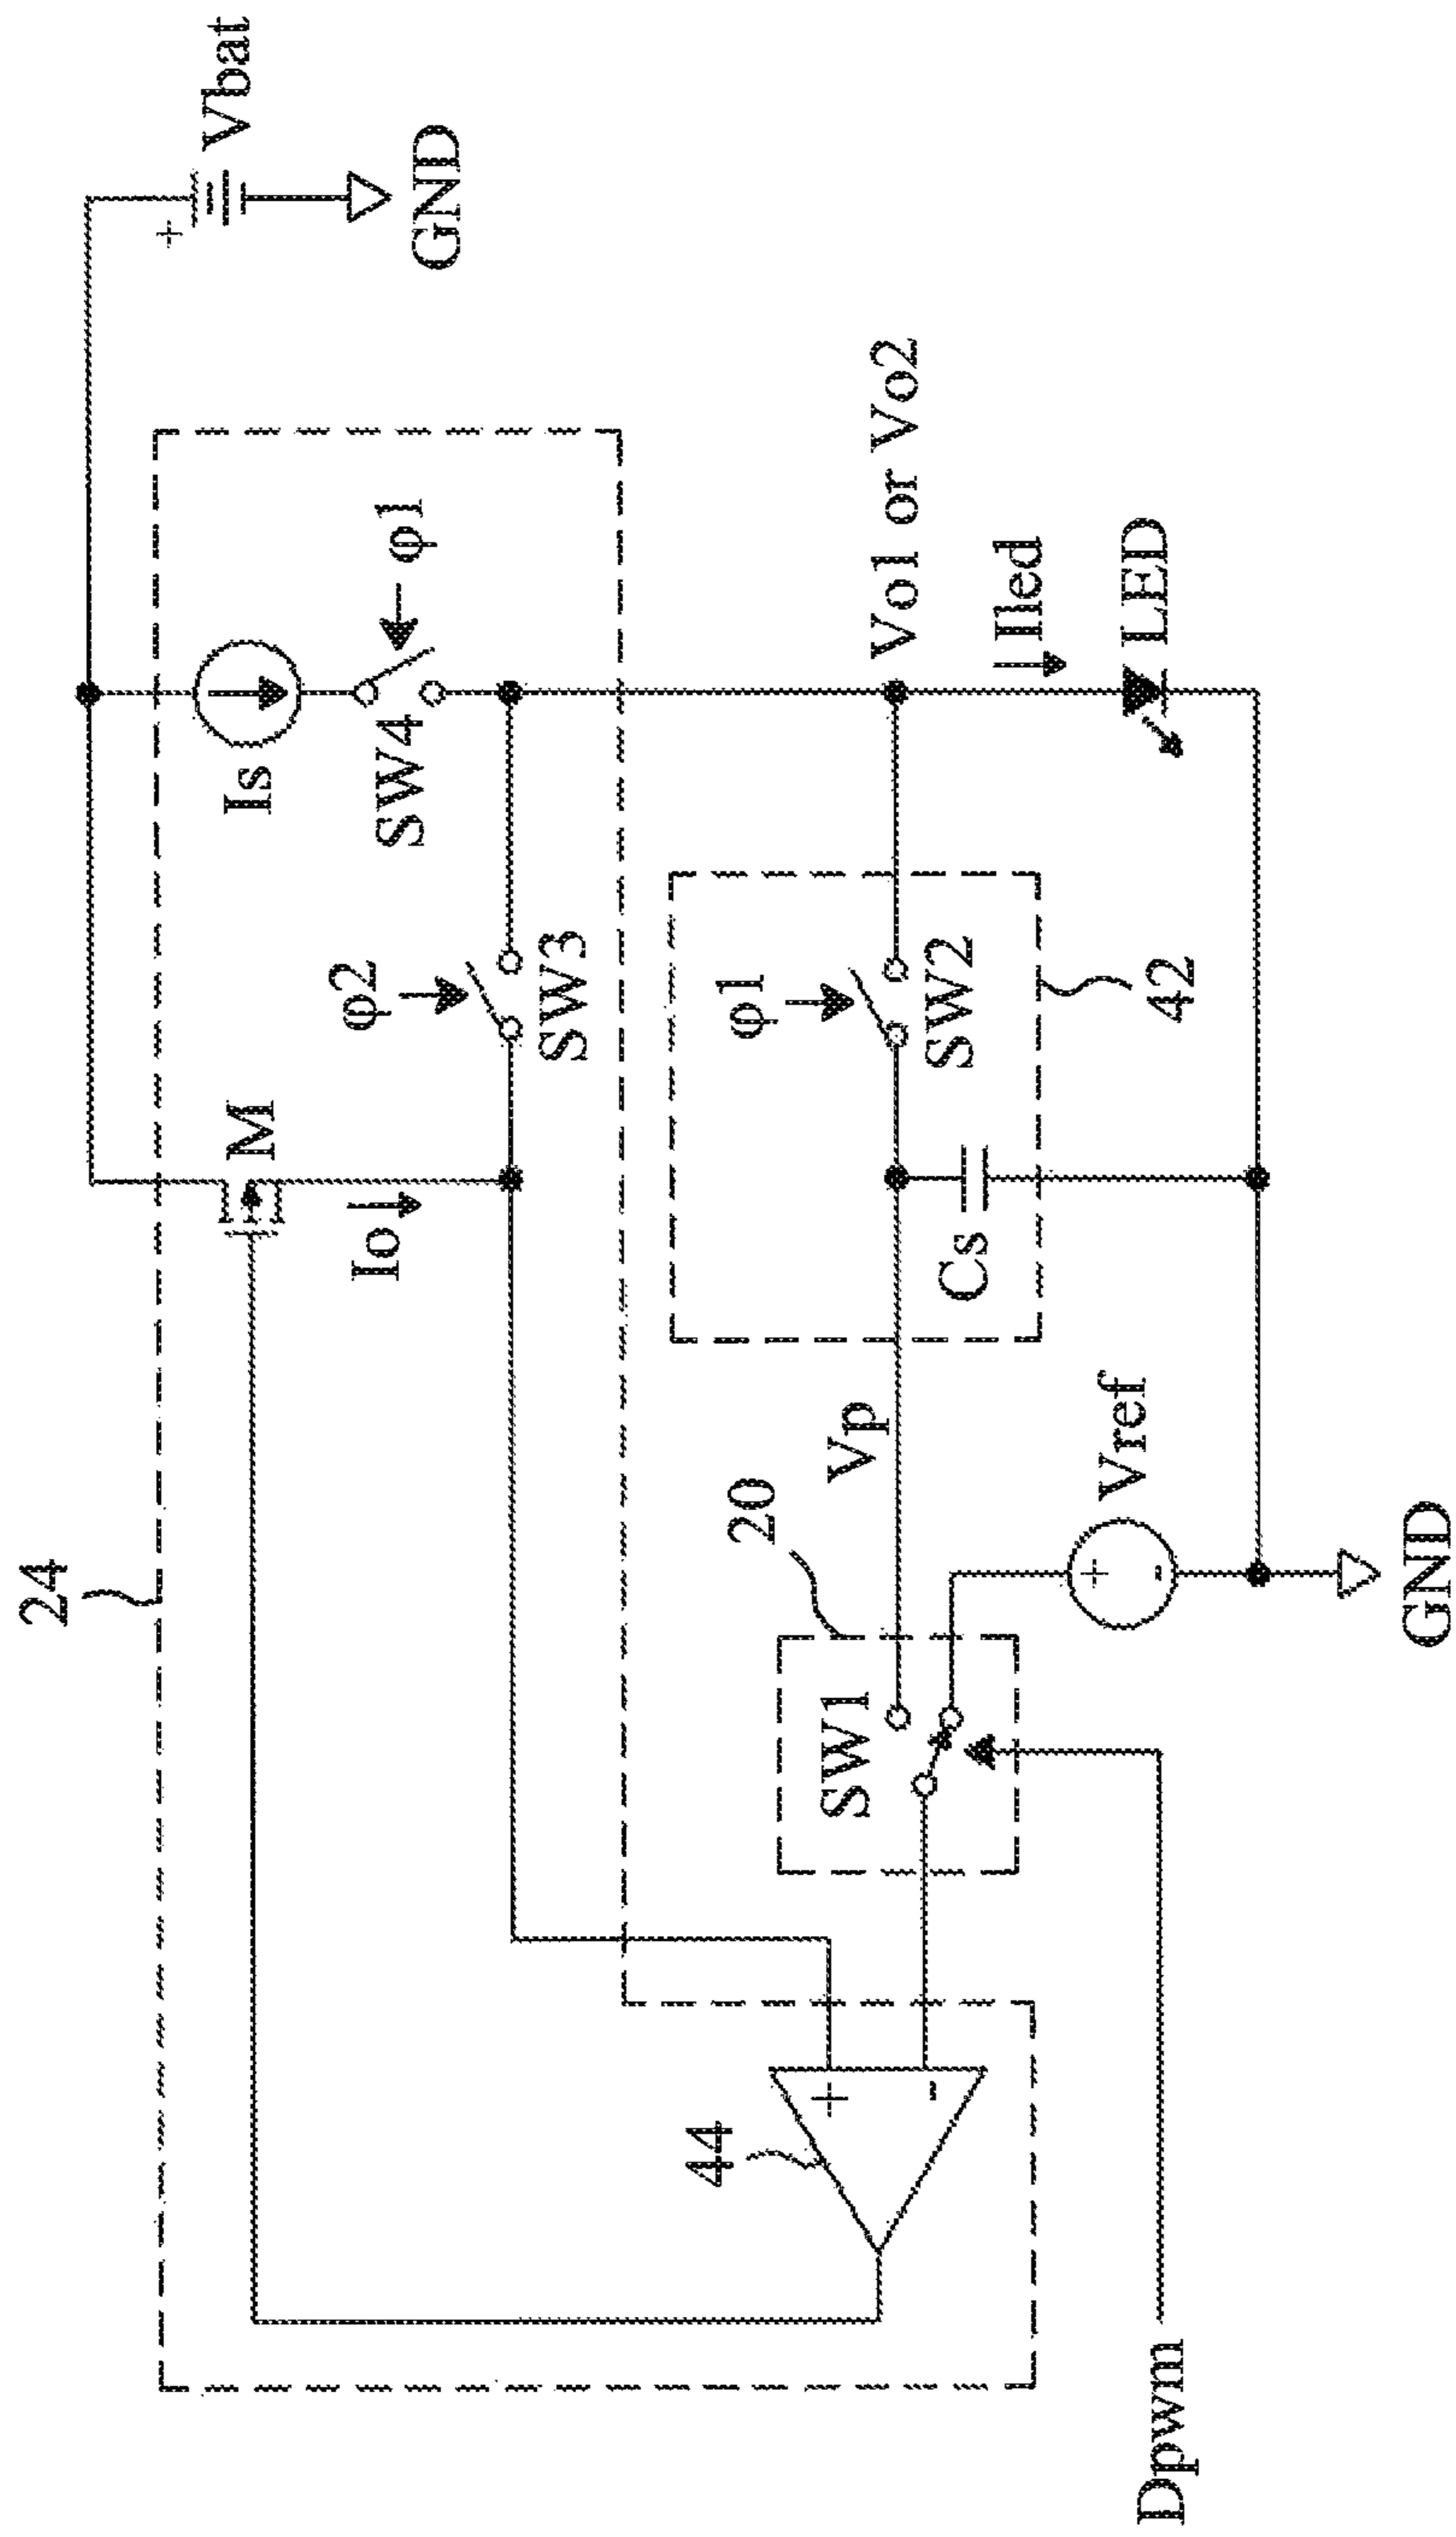 24
M
Io
Is
SW4
φ1
φ2
SW3
Vbat
+
GND
44
+
-
20
SW1
Vp
φ1
SW2
Cs
42
Vo1 or Vo2
Iled
LED
Vref
+
-
GND
Dpwm